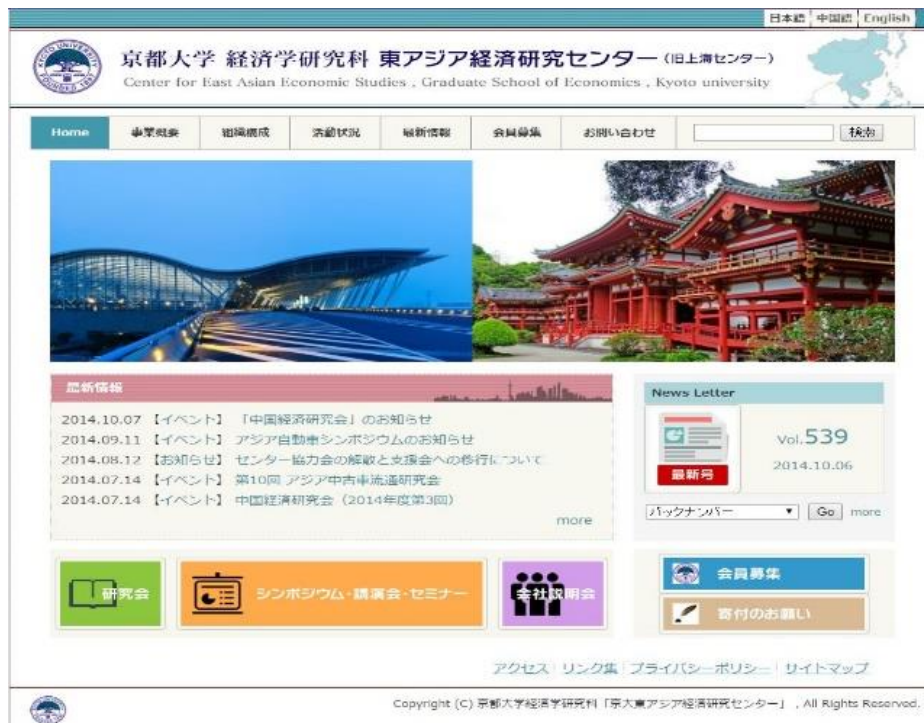 日本語 中国語 English
京都大学 経済学研究科 東アジア経済研究センター (旧上海センター)
Center for East Asian Economic Studies , Graduate School of Economics , Kyoto university
KYOTO UNIVERSITY
FOUNDED 1897
Home 事業概要 組織構成 活動状況 最新情報 会員募集 お問い合わせ 検索
最新情報
2014.10.07 【イベント】 「中国経済研究会」のお知らせ
2014.09.11 【イベント】 アジア自動車シンポジウムのお知らせ
2014.08.12 【お知らせ】 センター協力会の解散と支援会への移行について
2014.07.14 【イベント】 第10回 アジア中古車流通研究会
2014.07.14 【イベント】 中国経済研究会（2014年度第3回）
more
News Letter
最新号
Vol.539
2014.10.06
バックナンバー Go more
研究会
シンポジウム・講演会・セミナー
会社説明会
会員募集
寄付のお願い
アクセス リンク集 プライバシーポリシー サイトマップ
Copyright (C) 京都大学経済学研究科「京大東アジア経済研究センター」 , All Rights Reserved.